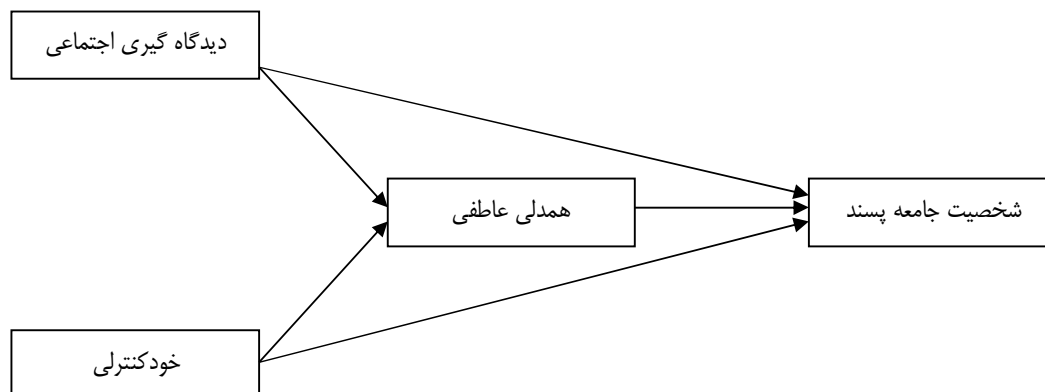 دیدگاه گیری اجتماعی
همدلی عاطفی
شخصیت جامعه پسند
خودکنترلی